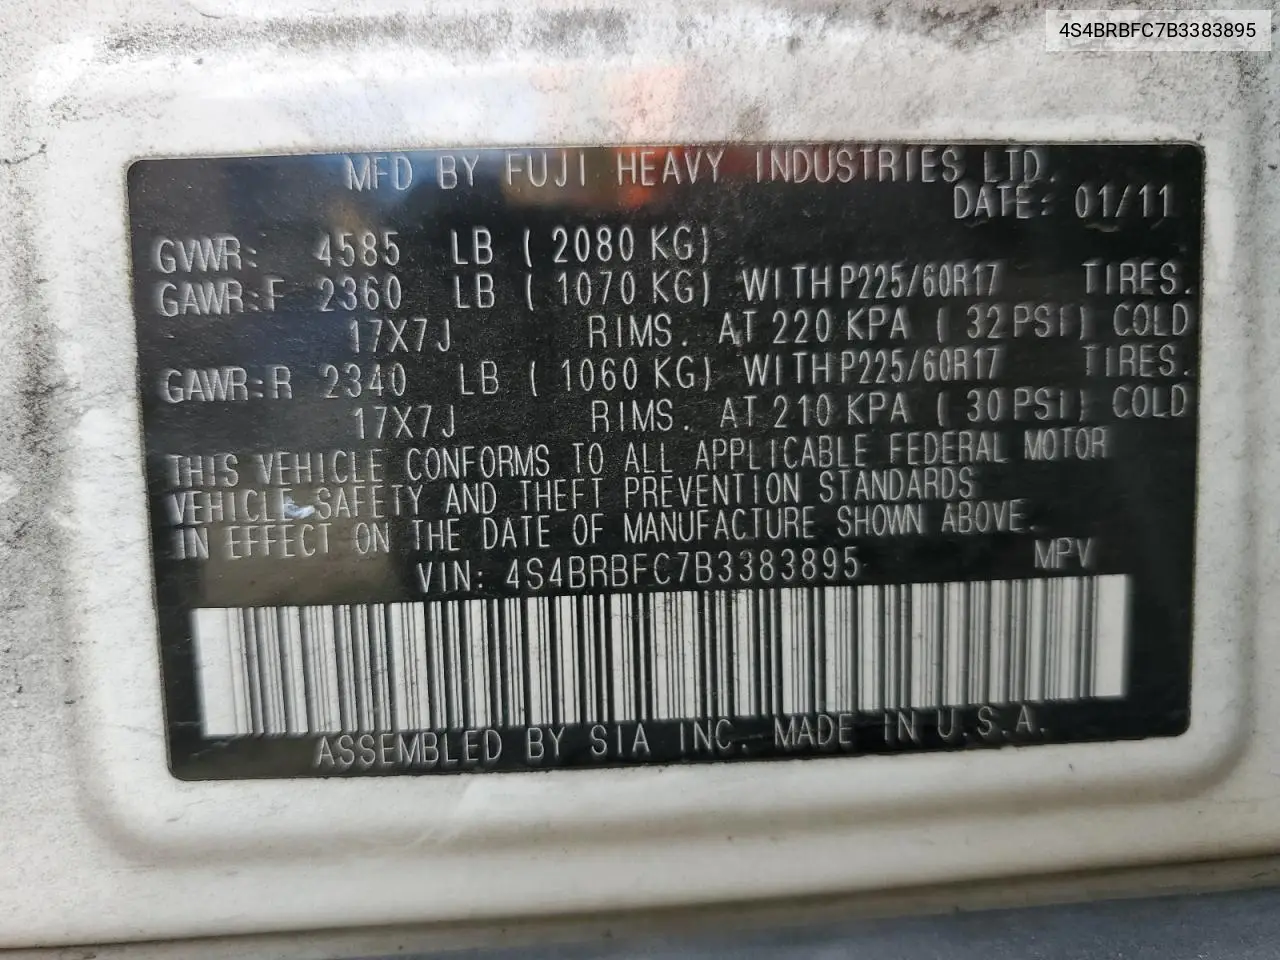 4S4BRBFC7B3383895
MFD BY FUJI HEAVY INDUSTRIES LTD.
DATE: 01/11
GVWR: 4585 LB ( 2080 KG)
GAWR:F 2360 LB ( 1070 KG) WITH P225/60R17 TIRES.
17X7J RIMS. AT 220 KPA ( 32 PSI) COLD
GAWR:R 2340 LB ( 1060 KG) WITH P225/60R17 TIRES.
17X7J RIMS. AT 210 KPA ( 30 PSI) COLD
THIS VEHICLE CONFORMS TO ALL APPLICABLE FEDERAL MOTOR
VEHICLE SAFETY AND THEFT PREVENTION STANDARDS
IN EFFECT ON THE DATE OF MANUFACTURE SHOWN ABOVE.
VIN: 4S4BRBFC7B3383895 MPV
ASSEMBLED BY SIA INC. MADE IN U.S.A.